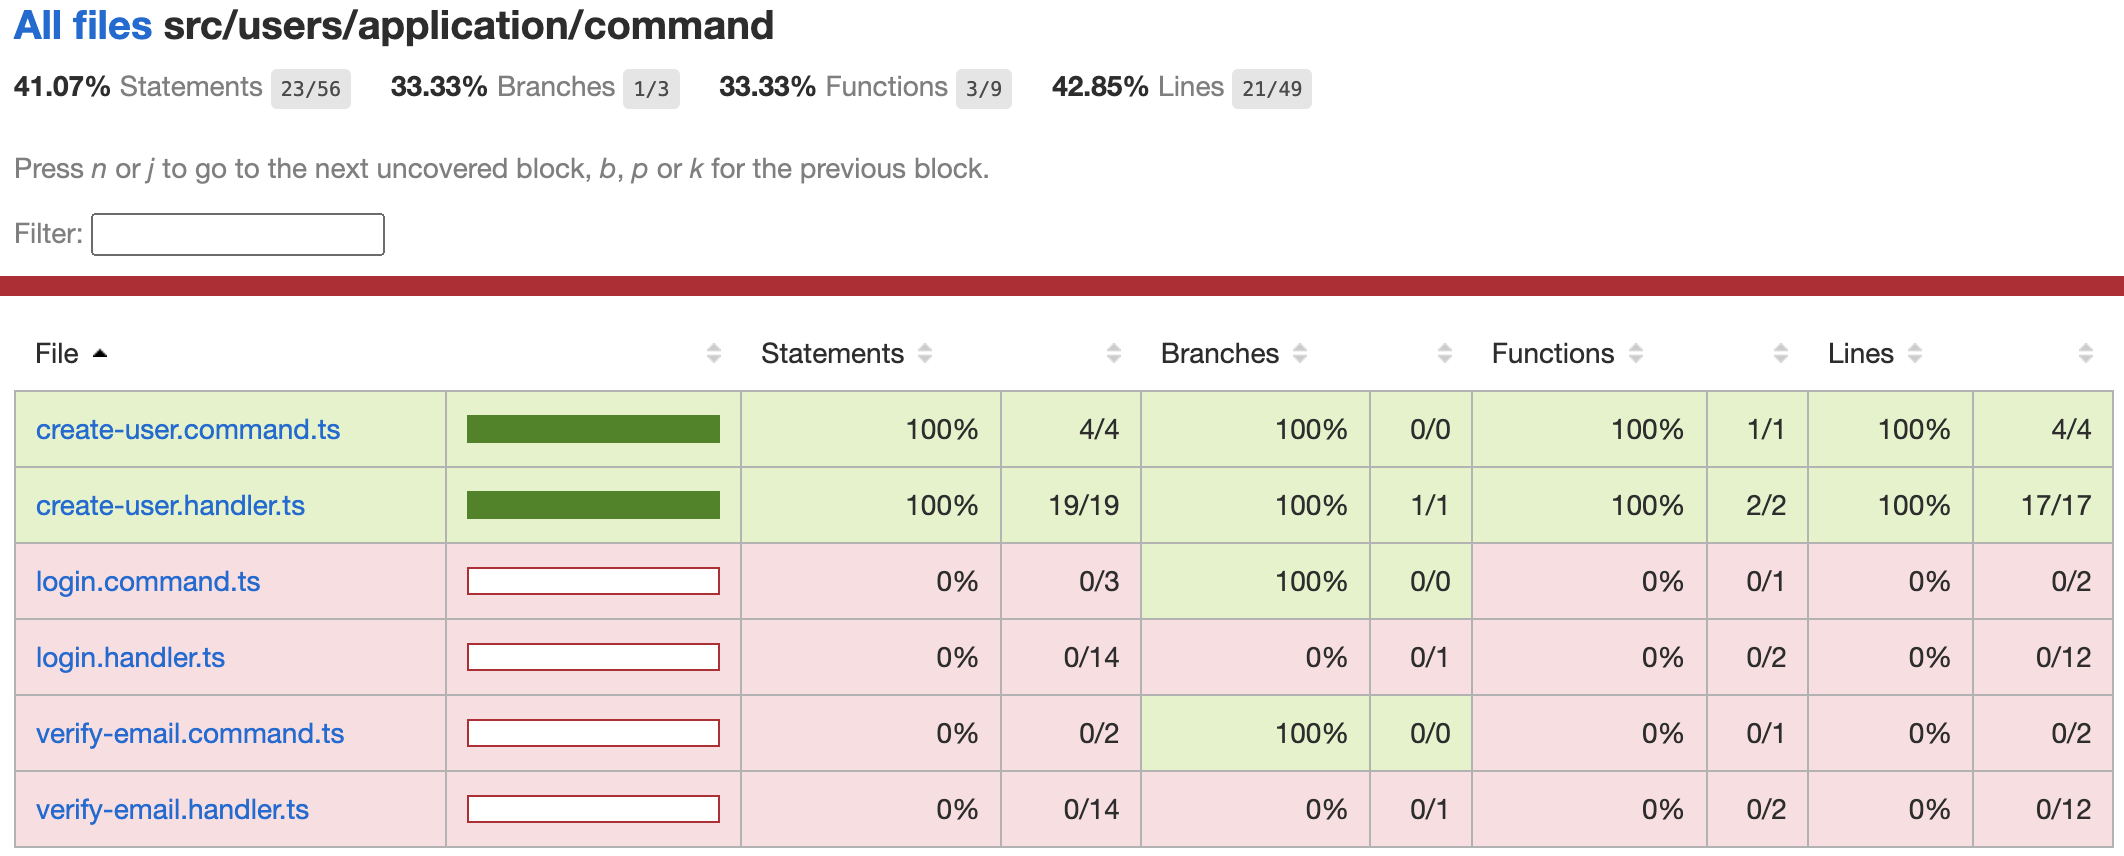 All files src/users/application/command
41.07% Statements 23/56 33.33% Branches 1/3 33.33% Functions 3/9 42.85% Lines 21/49
Press n or j to go to the next uncovered block, b, p or k for the previous block.
Filter:
File Statements Branches Functions Lines
create-user.command.ts 100% 4/4 100% 0/0 100% 1/1 100% 4/4
create-user.handler.ts 100% 19/19 100% 1/1 100% 2/2 100% 17/17
login.command.ts 0% 0/3 100% 0/0 0% 0/1 0% 0/2
login.handler.ts 0% 0/14 0% 0/1 0% 0/2 0% 0/12
verify-email.command.ts 0% 0/2 100% 0/0 0% 0/1 0% 0/2
verify-email.handler.ts 0% 0/14 0% 0/1 0% 0/2 0% 0/12